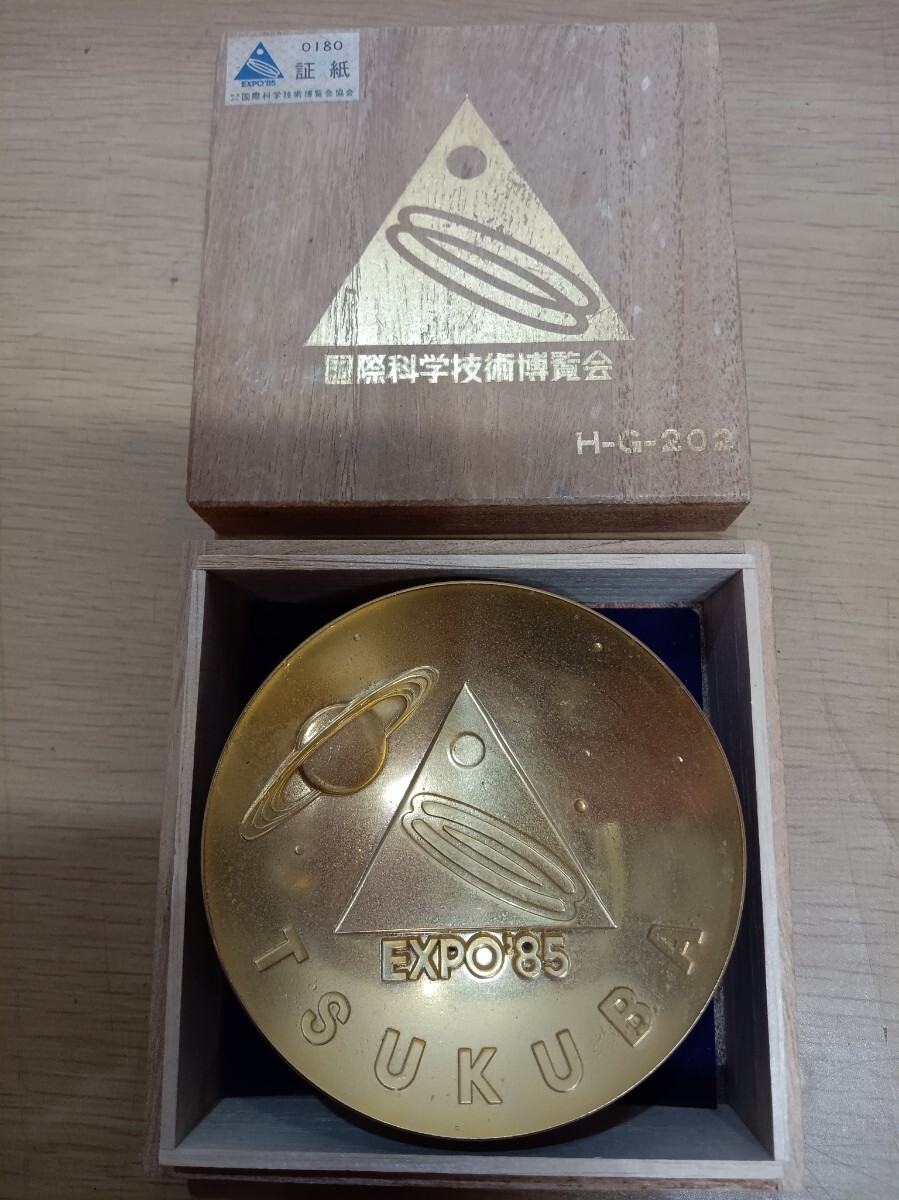 0180
証紙
EXPO'85
国際科学技術博覧会協会
国際科学技術博覧会
H-G-202
EXPO'85
TSUKUBA